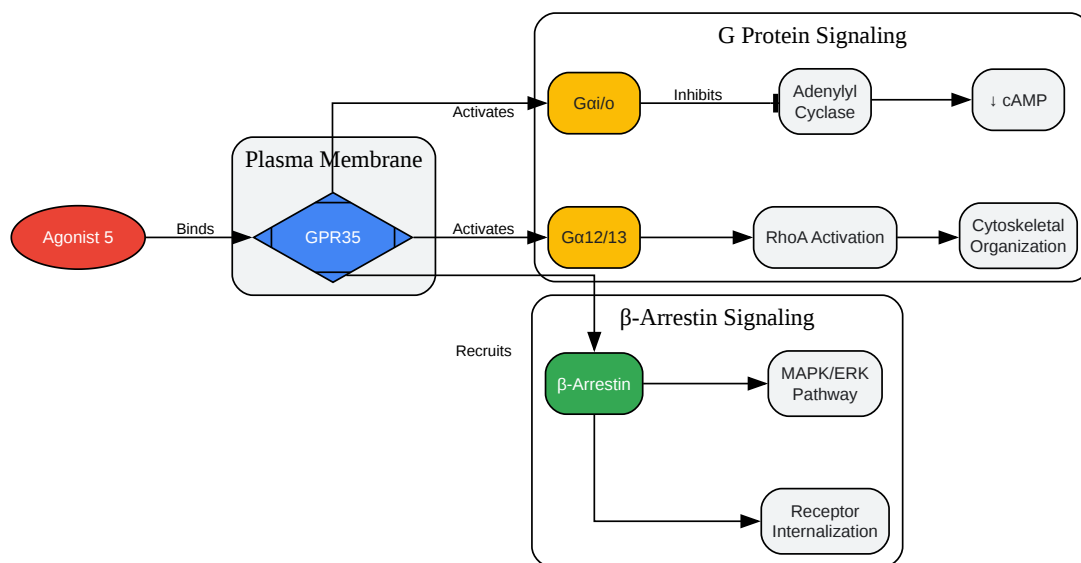 G Protein Signaling
Gαi/o
Inhibits
Adenylyl
Cyclase
↓ cAMP
Activates
Plasma Membrane
Agonist 5
Binds
GPR35
Activates
Gα12/13
RhoA Activation
Cytoskeletal
Organization
β-Arrestin Signaling
Recruits
β-Arrestin
MAPK/ERK
Pathway
Receptor
Internalization